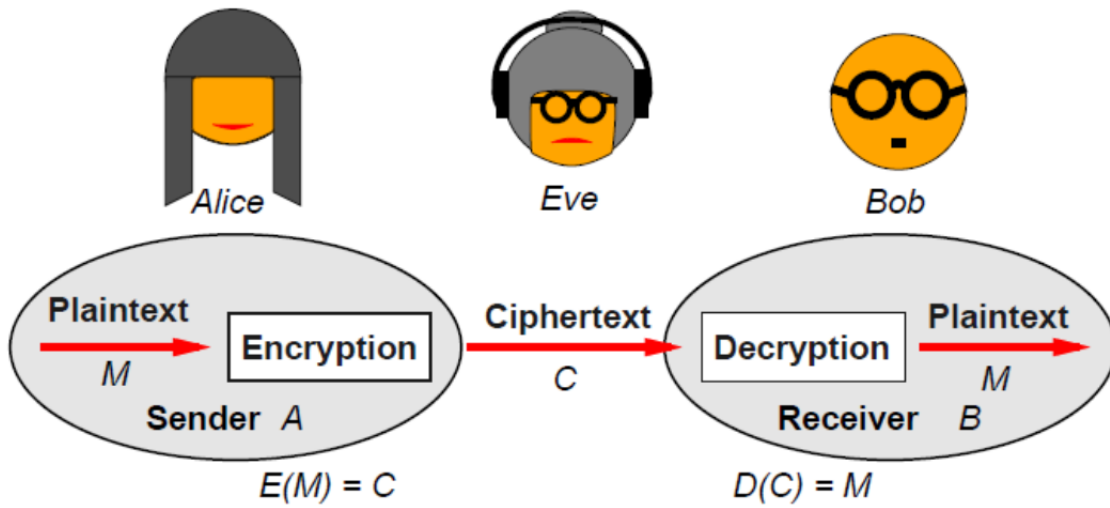 Alice
Eve
Bob
Plaintext
M
Encryption
Sender A
Ciphertext
C
Decryption
Plaintext
M
Receiver B
E(M) = C
D(C) = M